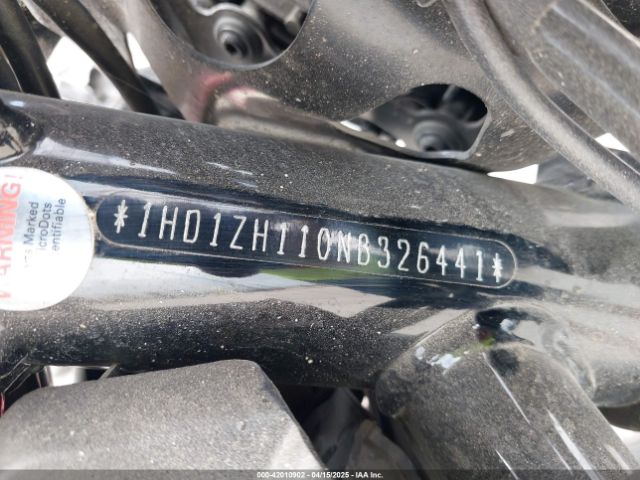 WARNING!
Marked
croDots
entifiable
*1HD1ZH110NB326441*
000-42010902 - 04/15/2025 - IAA Inc.